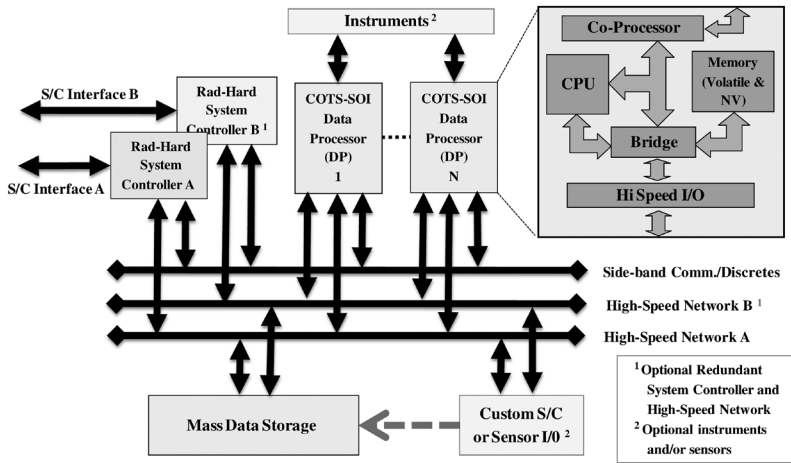 Instruments 2
Co-Processor
CPU
Memory
(Volatile &
NV)
Bridge
Hi Speed I/O
S/C Interface B
Rad-Hard
System
Controller B 1
S/C Interface A
Rad-Hard
System
Controller A
COTS-SOI
Data
Processor
(DP)
1
COTS-SOI
Data
Processor
(DP)
N
Side-band Comm./Discretes
High-Speed Network B 1
High-Speed Network A
Mass Data Storage
Custom S/C
or Sensor I/0 2
1 Optional Redundant
System Controller and
High-Speed Network
2 Optional instruments
and/or sensors